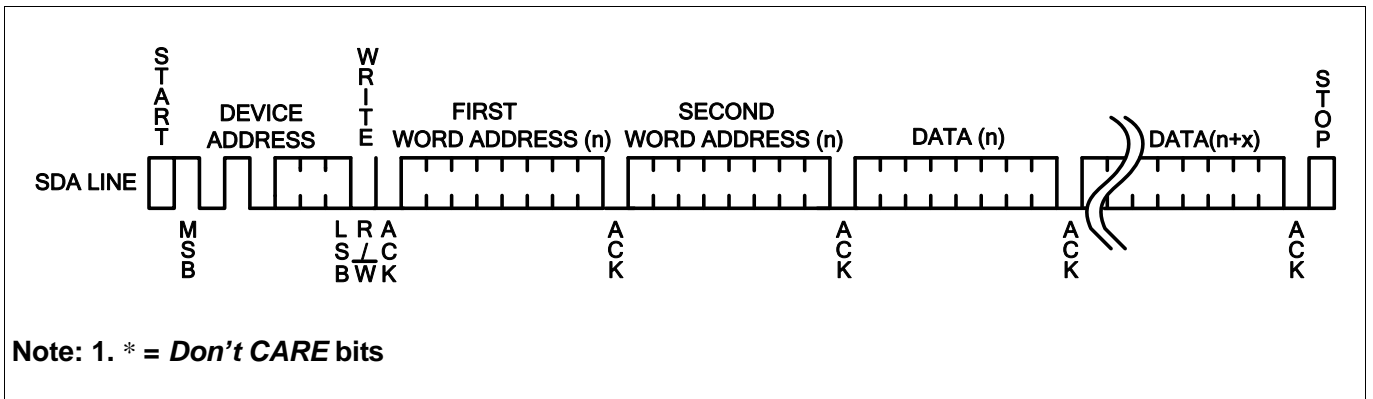 START
WRITE
STOP
DEVICE
ADDRESS
FIRST
WORD ADDRESS (n)
SECOND
WORD ADDRESS (n)
DATA (n)
DATA(n+x)
SDA LINE
MSB
LSB
R/W
ACK
ACK
ACK
ACK
ACK
Note: 1. * = Don't CARE bits